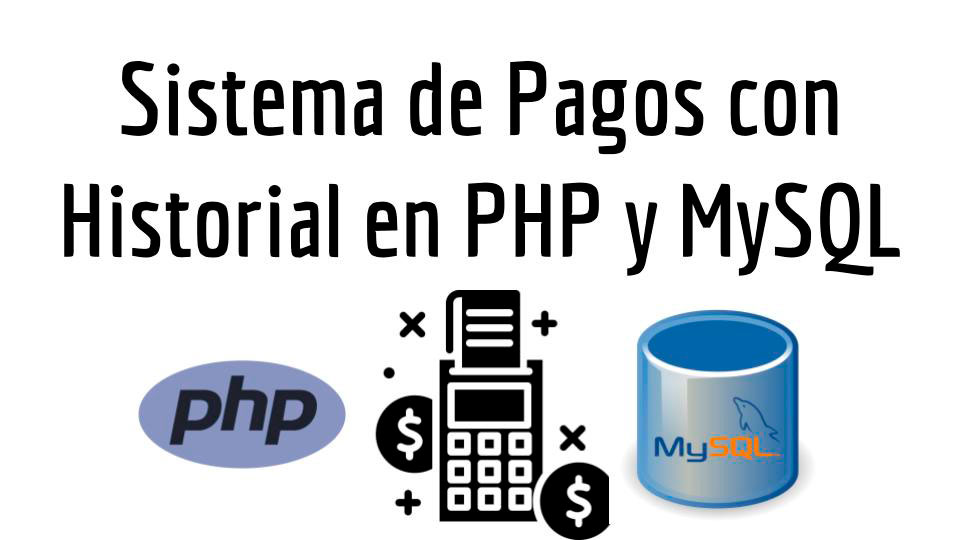 Sistema de Pagos con
Historial en PHP y MySQL
php
$
$
MySQL